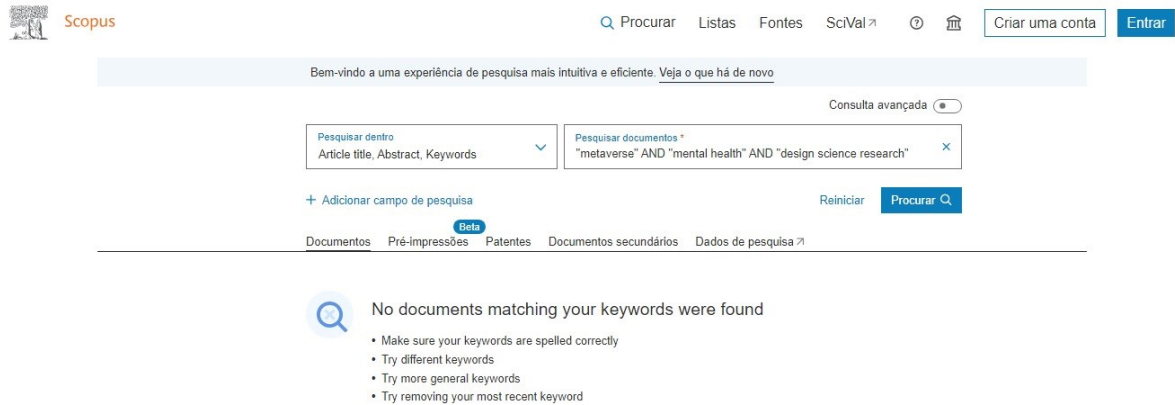 Scopus
Procurar Listas Fontes SciVal Criar uma conta Entrar
Bem-vindo a uma experiência de pesquisa mais intuitiva e eficiente. Veja o que há de novo
Consulta avançada
Pesquisar dentro
Article title, Abstract, Keywords
Pesquisar documentos *
"metaverse" AND "mental health" AND "design science research"
+ Adicionar campo de pesquisa
Reiniciar Procurar
Beta
Documentos Pré-impressões Patentes Documentos secundários Dados de pesquisa
No documents matching your keywords were found
• Make sure your keywords are spelled correctly
• Try different keywords
• Try more general keywords
• Try removing your most recent keyword